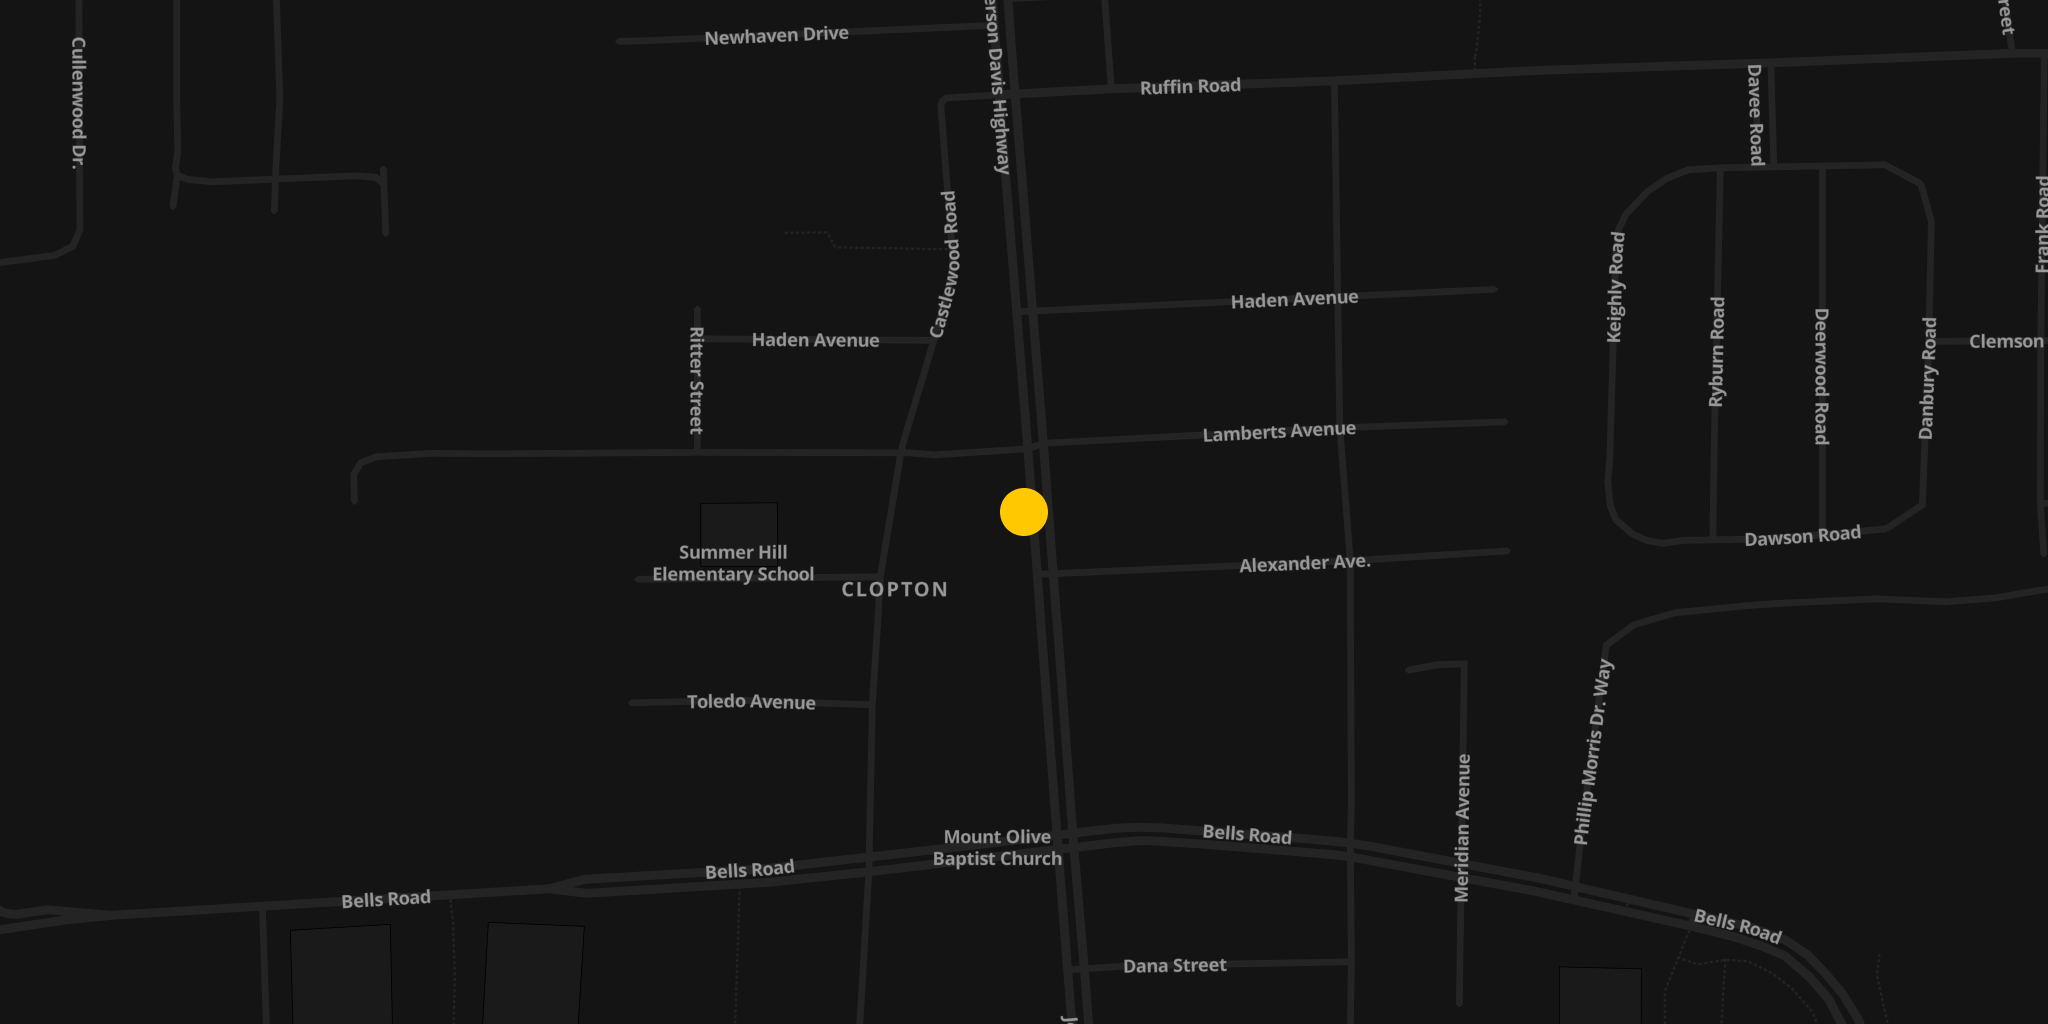 Newhaven Drive
Cullenwood Dr.
erson Davis Highway
Ruffin Road
Davee Road
reet
Castlewood Road
Frank Road
Keighly Road
Haden Avenue
Haden Avenue
Ritter Street
Ryburn Road
Deerwood Road
Danbury Road
Clemson
Lamberts Avenue
Summer Hill
Elementary School
CLOPTON
Alexander Ave.
Dawson Road
Toledo Avenue
Phillip Morris Dr. Way
Meridian Avenue
Mount Olive
Baptist Church
Bells Road
Bells Road
Bells Road
Bells Road
Dana Street